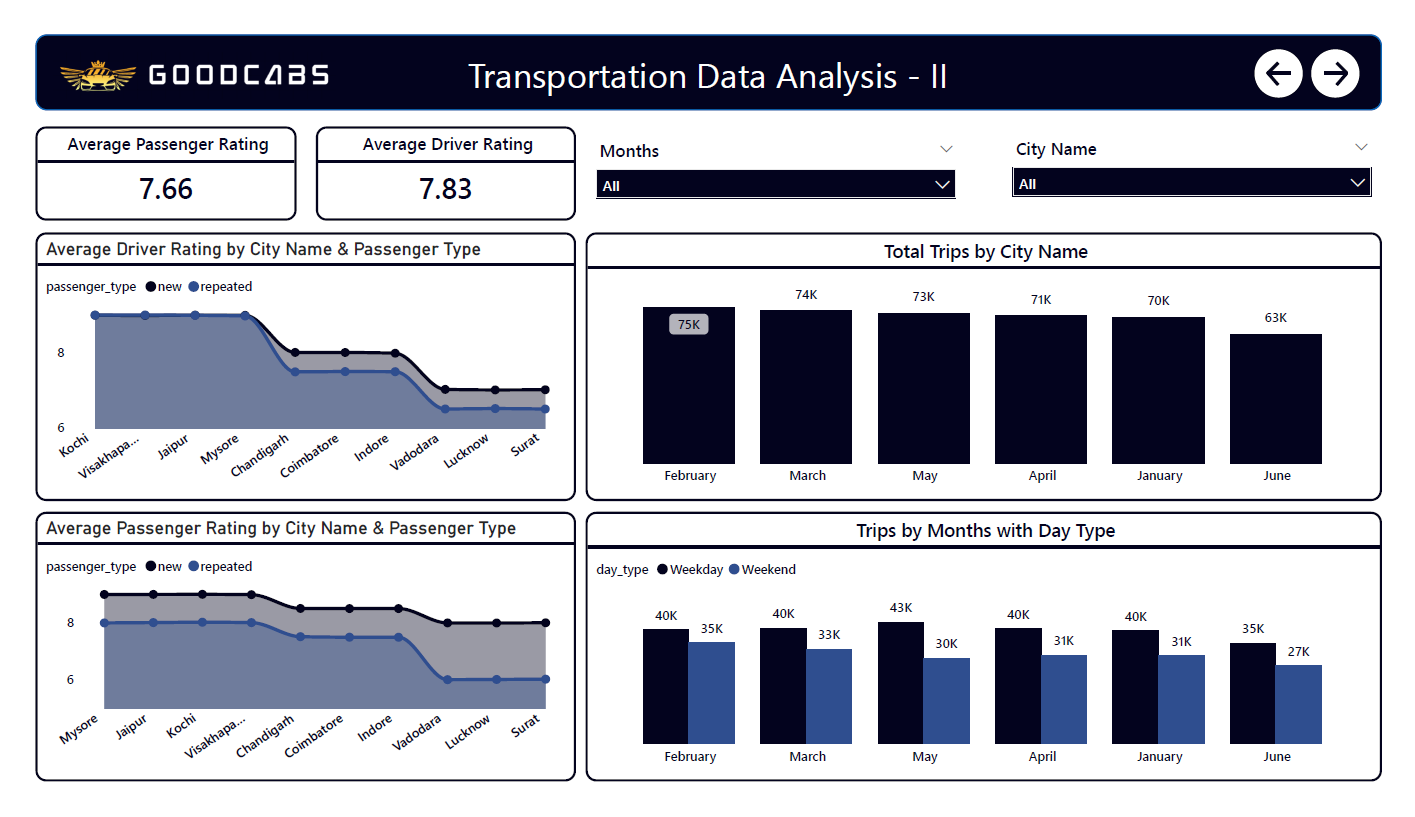 GOODCABS
Transportation Data Analysis - II
Average Passenger Rating
7.66
Average Driver Rating
7.83
Months
All
City Name
All
Average Driver Rating by City Name & Passenger Type
passenger_type new repeated
8
6
Kochi Visakhapa... Jaipur Mysore Chandigarh Coimbatore Indore Vadodara Lucknow Surat
Total Trips by City Name
75K 74K 73K 71K 70K 63K
February March May April January June
Average Passenger Rating by City Name & Passenger Type
passenger_type new repeated
8
6
Mysore Jaipur Kochi Visakhapa... Chandigarh Coimbatore Indore Vadodara Lucknow Surat
Trips by Months with Day Type
day_type Weekday Weekend
40K 35K 40K 33K 43K 30K 40K 31K 40K 31K 35K 27K
February March May April January June